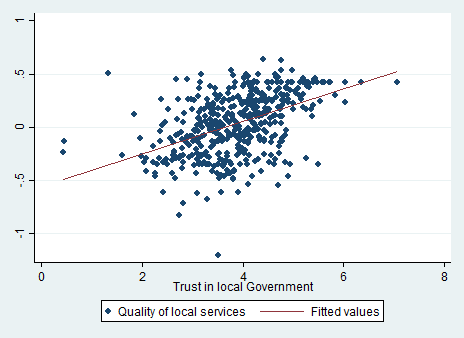 1
.5
0
-.5
-1
0 2 4 6 8
Trust in local Government
Quality of local services Fitted values